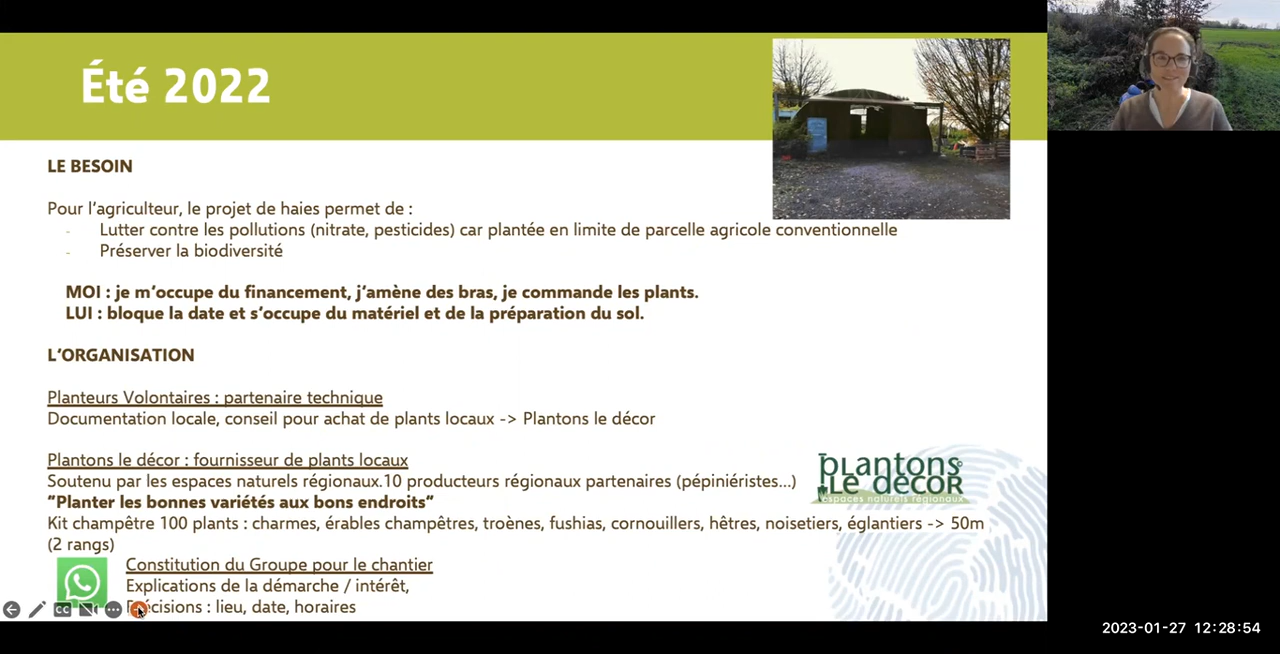 Été 2022
LE BESOIN
Pour l'agriculteur, le projet de haies permet de :
- Lutter contre les pollutions (nitrate, pesticides) car plantée en limite de parcelle agricole conventionnelle
- Préserver la biodiversité
MOI : je m'occupe du financement, j'amène des bras, je commande les plants.
LUI : bloque la date et s'occupe du matériel et de la préparation du sol.
L'ORGANISATION
Planteurs Volontaires : partenaire technique
Documentation locale, conseil pour achat de plants locaux -> Plantons le décor
Plantons le décor : fournisseur de plants locaux
Soutenu par les espaces naturels régionaux.10 producteurs régionaux partenaires (pépiniéristes...)
"Planter les bonnes variétés aux bons endroits"
Kit champêtre 100 plants : charmes, érables champêtres, troènes, fushias, cornouillers, hêtres, noisetiers, églantiers -> 50m
(2 rangs)
plantons
LE DÉCOR
espaces naturels régionaux
Constitution du Groupe pour le chantier
Explications de la démarche / intérêt,
Décisions : lieu, date, horaires
CC
2023-01-27 12:28:54